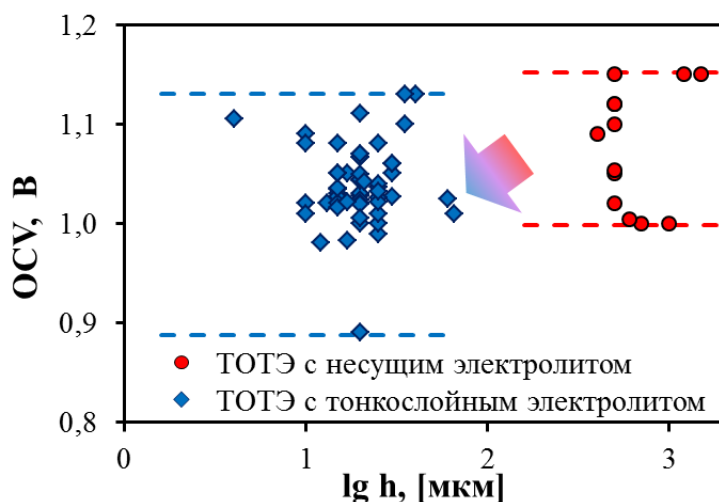 1,2
1,1
1,0
0,9
0,8
OCV, В
ТОТЭ с несущим электролитом
ТОТЭ с тонкослойным электролитом
0
1
2
3
lg h, [мкм]